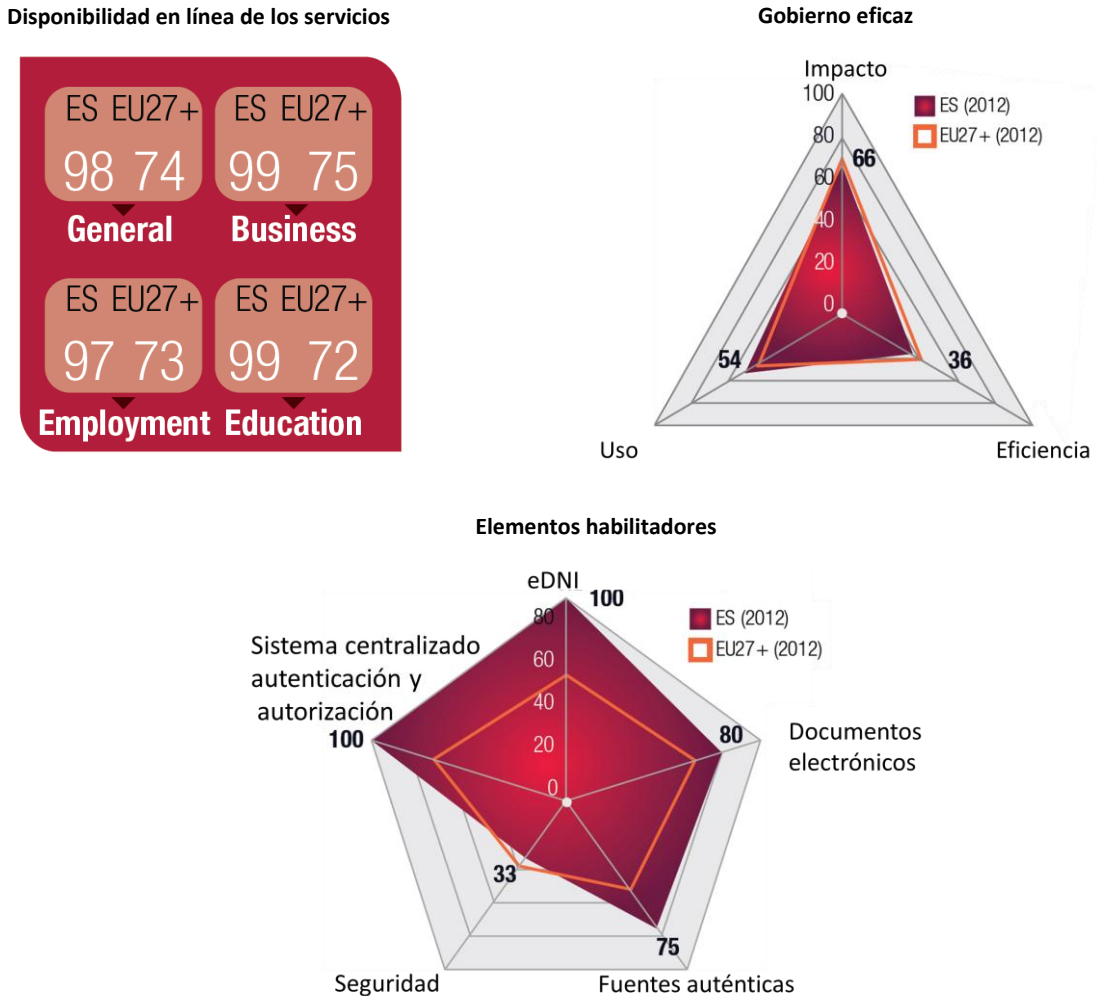 Disponibilidad en línea de los servicios
ES EU27+
98 74
General
ES EU27+
99 75
Business
ES EU27+
97 73
Employment
ES EU27+
99 72
Education
Gobierno eficaz
Impacto
100
80
60
40
20
0
66
54
36
Uso
Eficiencia
ES (2012)
EU27+ (2012)
Elementos habilitadores
eDNI
100
80
60
40
20
0
ES (2012)
EU27+ (2012)
Sistema centralizado
autenticación y
autorización
100
80
Documentos
electrónicos
33
75
Seguridad
Fuentes auténticas